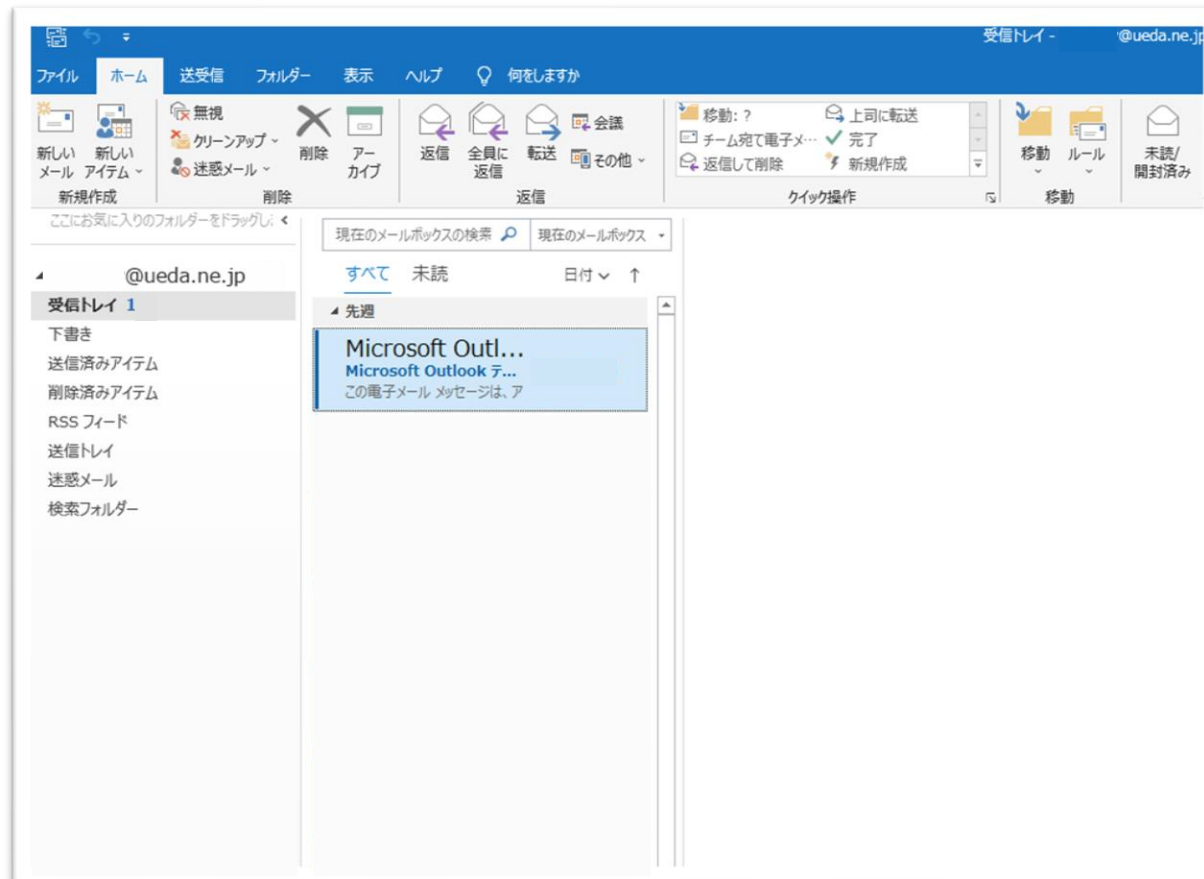 受信トレイ - @ueda.ne.jp
ファイル ホーム 送受信 フォルダー 表示 ヘルプ 何をしますか
新しい
メール
新しい
アイテム
新規作成
無視
クリーンアップ
迷惑メール
削除
アー
カイブ
削除
返信
全員に
返信
転送
会議
その他
返信
移動: ?
チーム宛て電子メ…
返信して削除
上司に転送
完了
新規作成
クイック操作
移動
ルール
移動
未読/
開封済み
ここにお気に入りのフォルダーをドラッグし
@ueda.ne.jp
受信トレイ 1
下書き
送信済みアイテム
削除済みアイテム
RSS フィード
送信トレイ
迷惑メール
検索フォルダー
現在のメールボックスの検索 現在のメールボックス
すべて 未読 日付
先週
Microsoft Outl...
Microsoft Outlook テ...
この電子メール メッセージは、ア